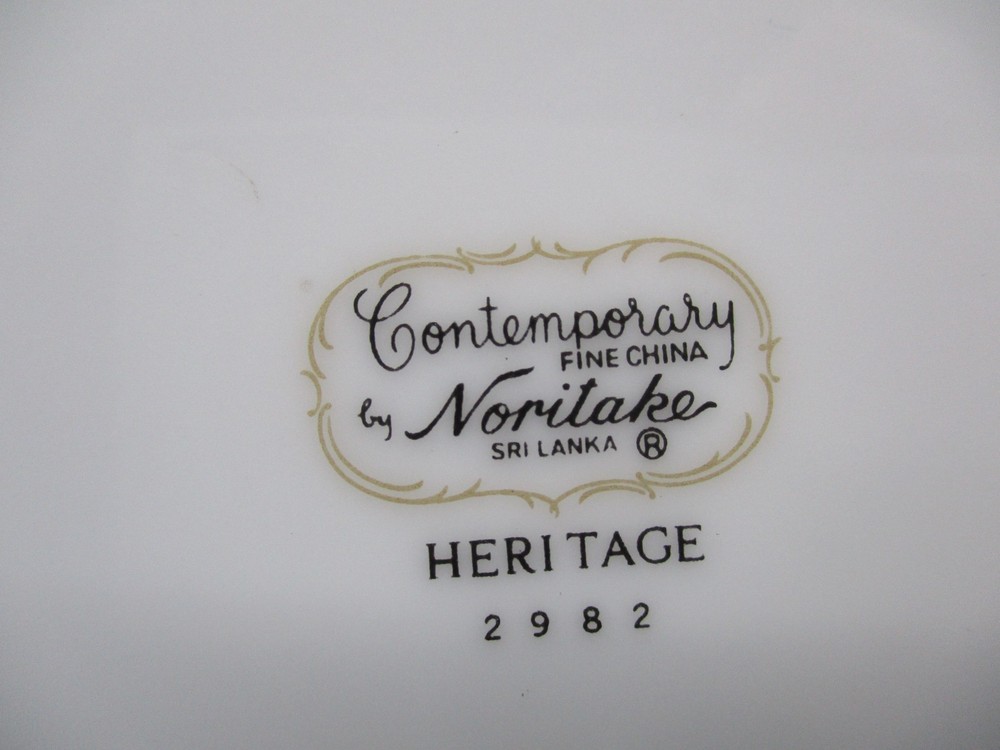 Contemporary
FINE CHINA
by Noritake
SRI LANKA ®
HERITAGE
2982